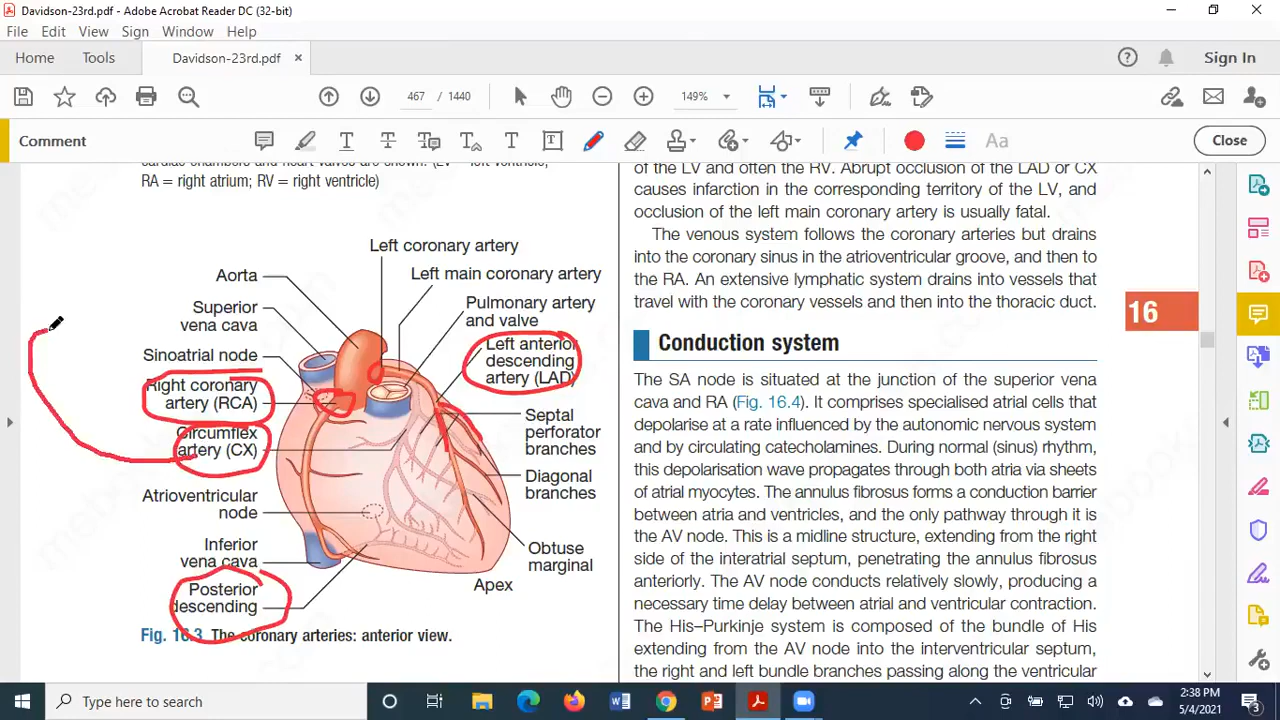 Davidson-23rd.pdf - Adobe Acrobat Reader DC (32-bit)
File Edit View Sign Window Help
Home Tools Davidson-23rd.pdf × Sign In
467 / 1440 149%
Comment Close
cardiac chambers and heart valves are shown. (LV = left ventricle;
RA = right atrium; RV = right ventricle)
Left coronary artery
Aorta
Left main coronary artery
Superior
vena cava
Pulmonary artery
and valve
Sinoatrial node
Left anterior
descending
artery (LAD)
Right coronary
artery (RCA)
Septal
perforator
branches
Circumflex
artery (CX)
Diagonal
branches
Atrioventricular
node
Inferior
vena cava
Obtuse
marginal
Posterior
descending
Apex
Fig. 16.3 The coronary arteries: anterior view.
of the LV and often the RV. Abrupt occlusion of the LAD or CX
causes infarction in the corresponding territory of the LV, and
occlusion of the left main coronary artery is usually fatal.
The venous system follows the coronary arteries but drains
into the coronary sinus in the atrioventricular groove, and then to
the RA. An extensive lymphatic system drains into vessels that
travel with the coronary vessels and then into the thoracic duct.
16
Conduction system
The SA node is situated at the junction of the superior vena
cava and RA (Fig. 16.4). It comprises specialised atrial cells that
depolarise at a rate influenced by the autonomic nervous system
and by circulating catecholamines. During normal (sinus) rhythm,
this depolarisation wave propagates through both atria via sheets
of atrial myocytes. The annulus fibrosus forms a conduction barrier
between atria and ventricles, and the only pathway through it is
the AV node. This is a midline structure, extending from the right
side of the interatrial septum, penetrating the annulus fibrosus
anteriorly. The AV node conducts relatively slowly, producing a
necessary time delay between atrial and ventricular contraction.
The His–Purkinje system is composed of the bundle of His
extending from the AV node into the interventricular septum,
the right and left bundle branches passing along the ventricular
Type here to search
2:38 PM
5/4/2021